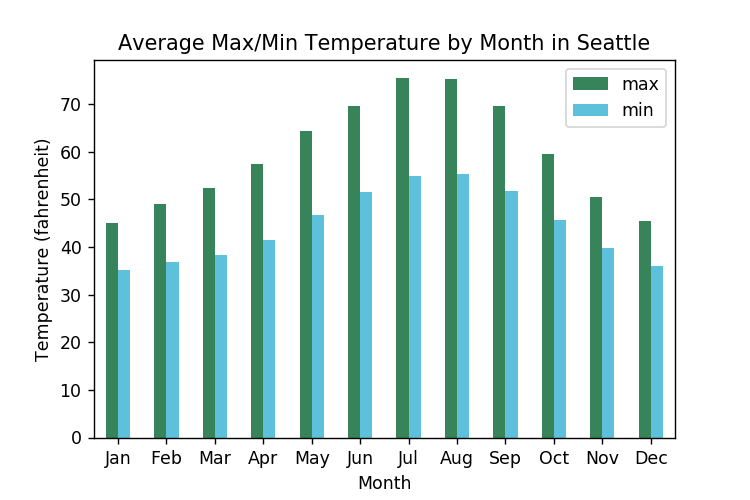 Average Max/Min Temperature by Month in Seattle
max
min
Temperature (fahrenheit)
70
60
50
40
30
20
10
0
Jan Feb Mar Apr May Jun Jul Aug Sep Oct Nov Dec
Month